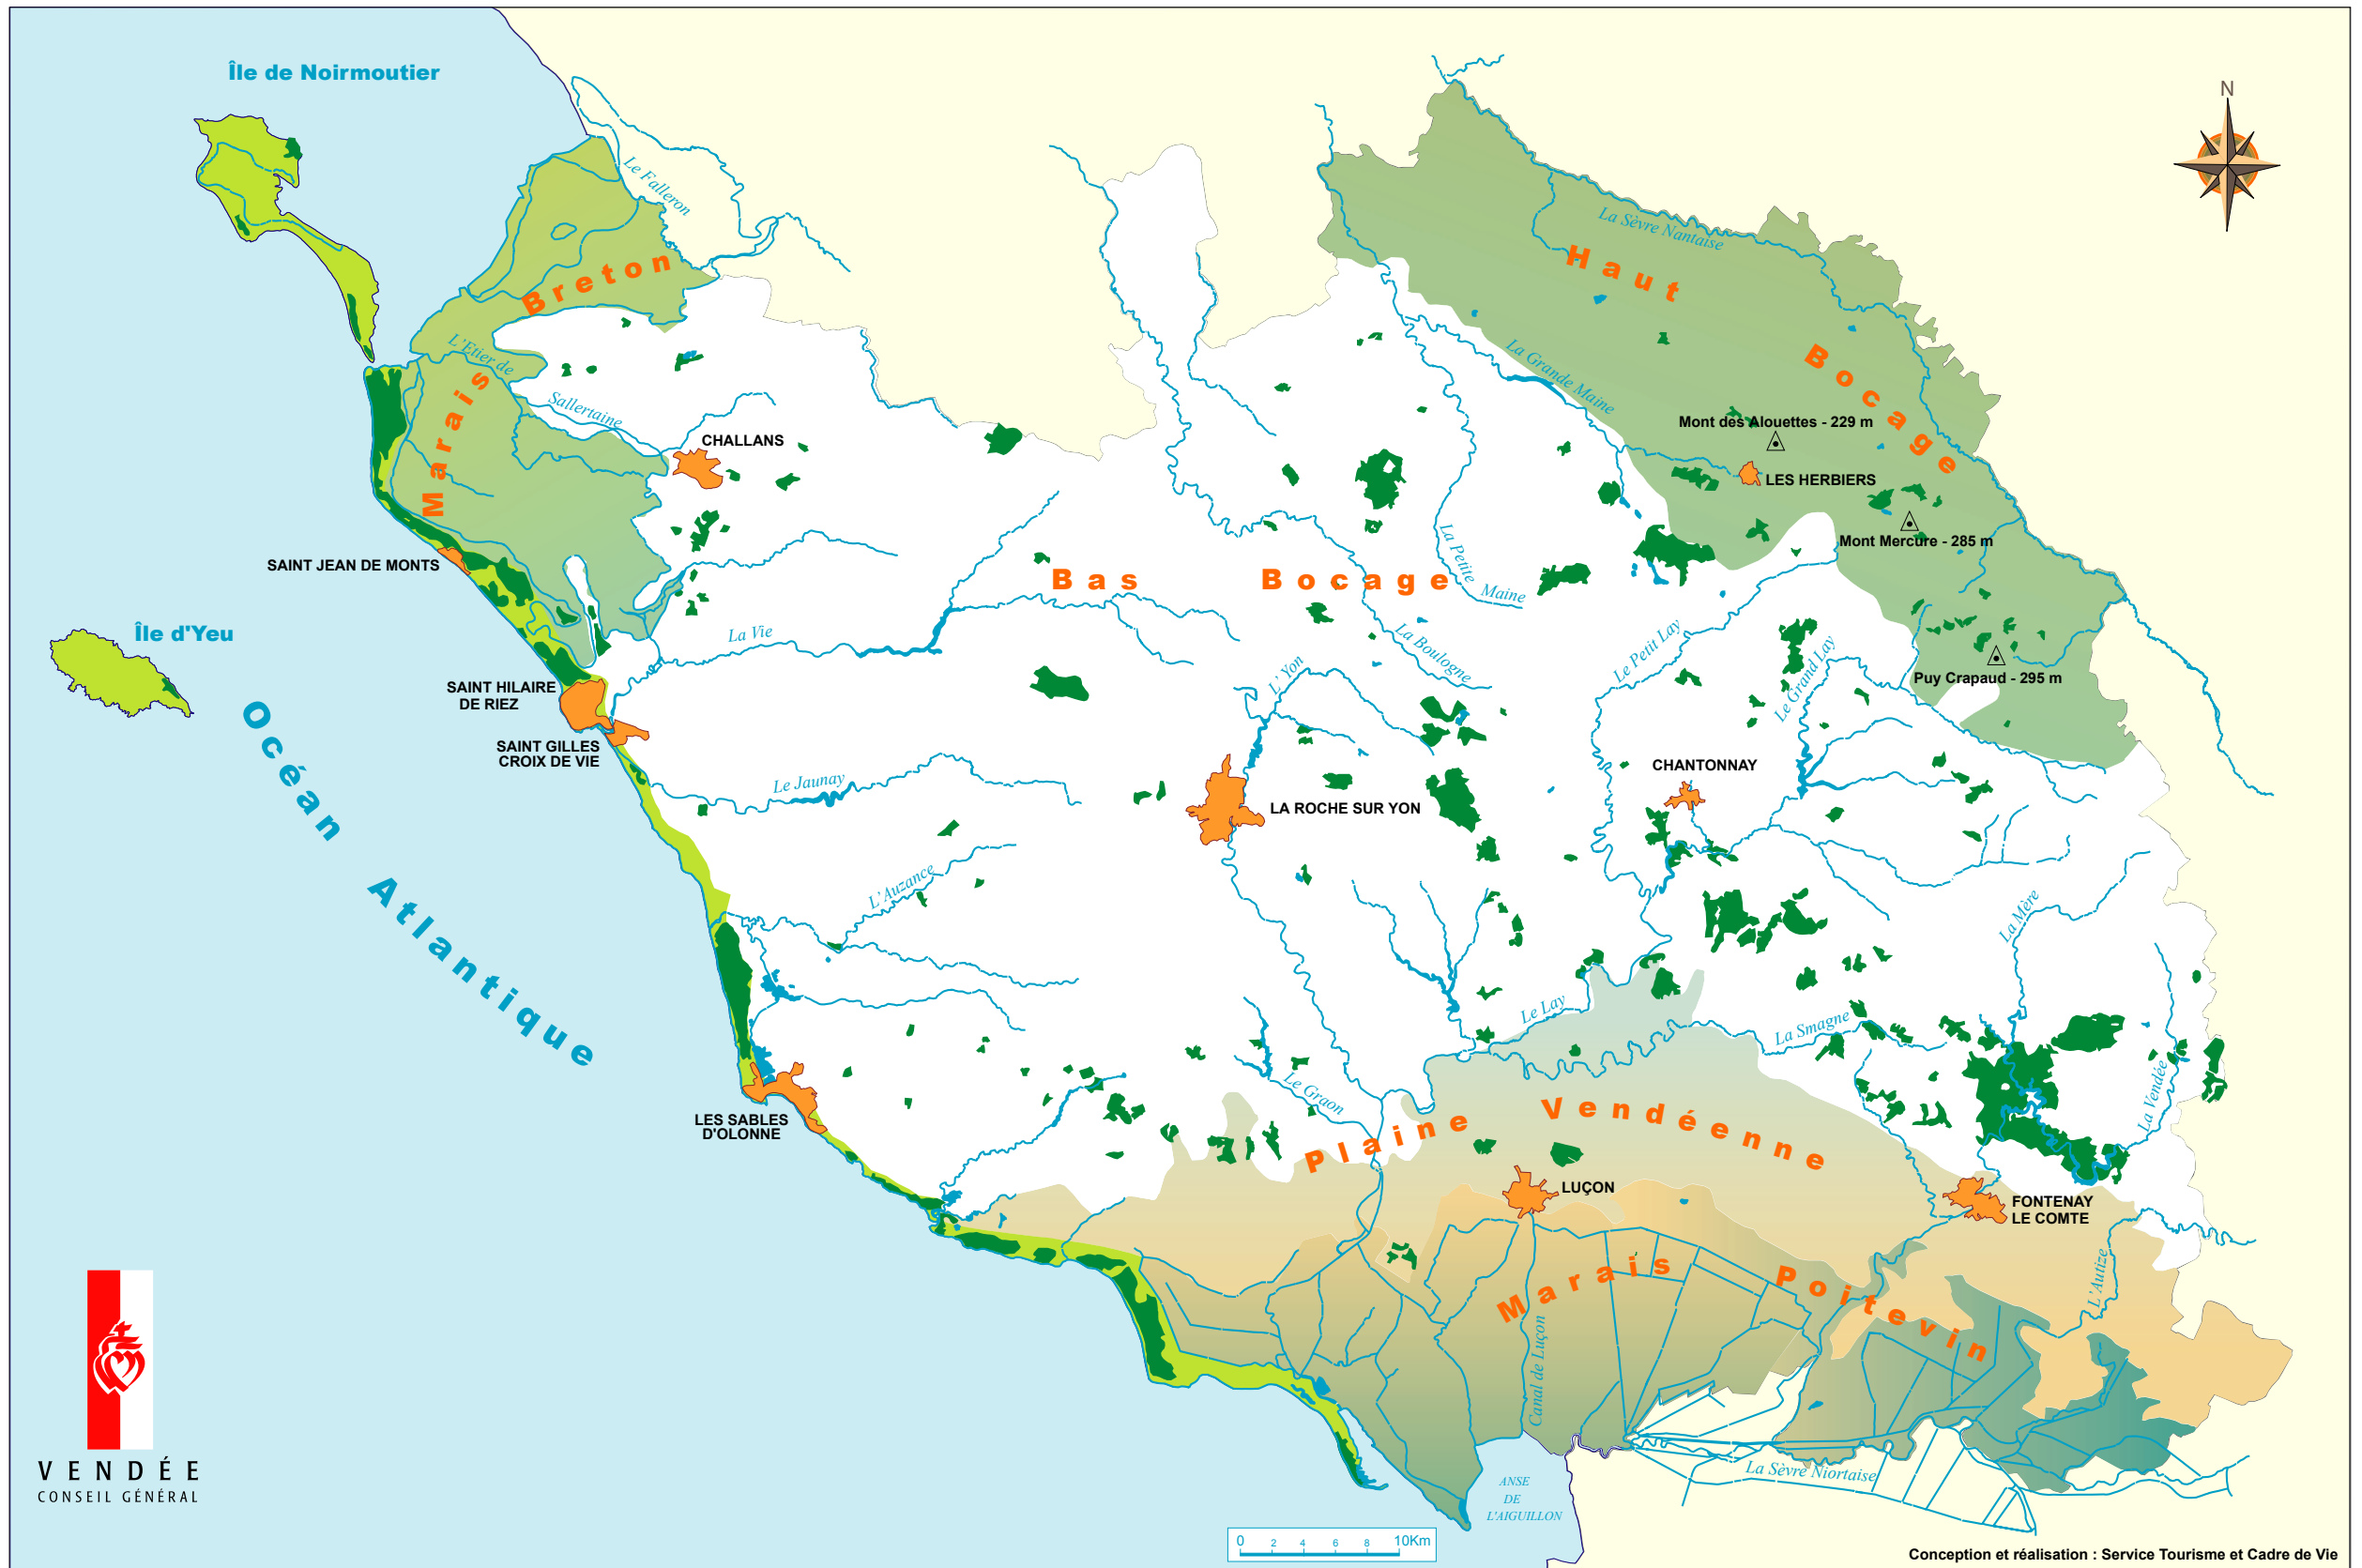 Île de Noirmoutier
N
Le Falleron
La Sèvre Nantaise
Haut
Bocage
Marais
Breton
L'Etier de
Sallertaine
La Grande Maine
CHALLANS
Mont des Alouettes - 229 m
LES HERBIERS
Mont Mercure - 285 m
SAINT JEAN DE MONTS
Bas Bocage
La Petite Maine
Île d'Yeu
La Vie
La Boulogne
Le Petit Lay
Le Grand Lay
Puy Crapaud - 295 m
L'Yon
SAINT HILAIRE
DE RIEZ
SAINT GILLES
CROIX DE VIE
Océan Atlantique
Le Jaunay
CHANTONNAY
LA ROCHE SUR YON
L'Auzance
La Mère
Le Lay
La Smagne
La Vendée
Le Graon
LES SABLES
D'OLONNE
Plaine Vendéenne
LUÇON
FONTENAY
LE COMTE
Marais Poitevin
L'Autize
Canal de Luçon
La Sèvre Niortaise
ANSE
DE
L'AIGUILLON
VENDÉE
CONSEIL GÉNÉRAL
0 2 4 6 8 10Km
Conception et réalisation : Service Tourisme et Cadre de Vie